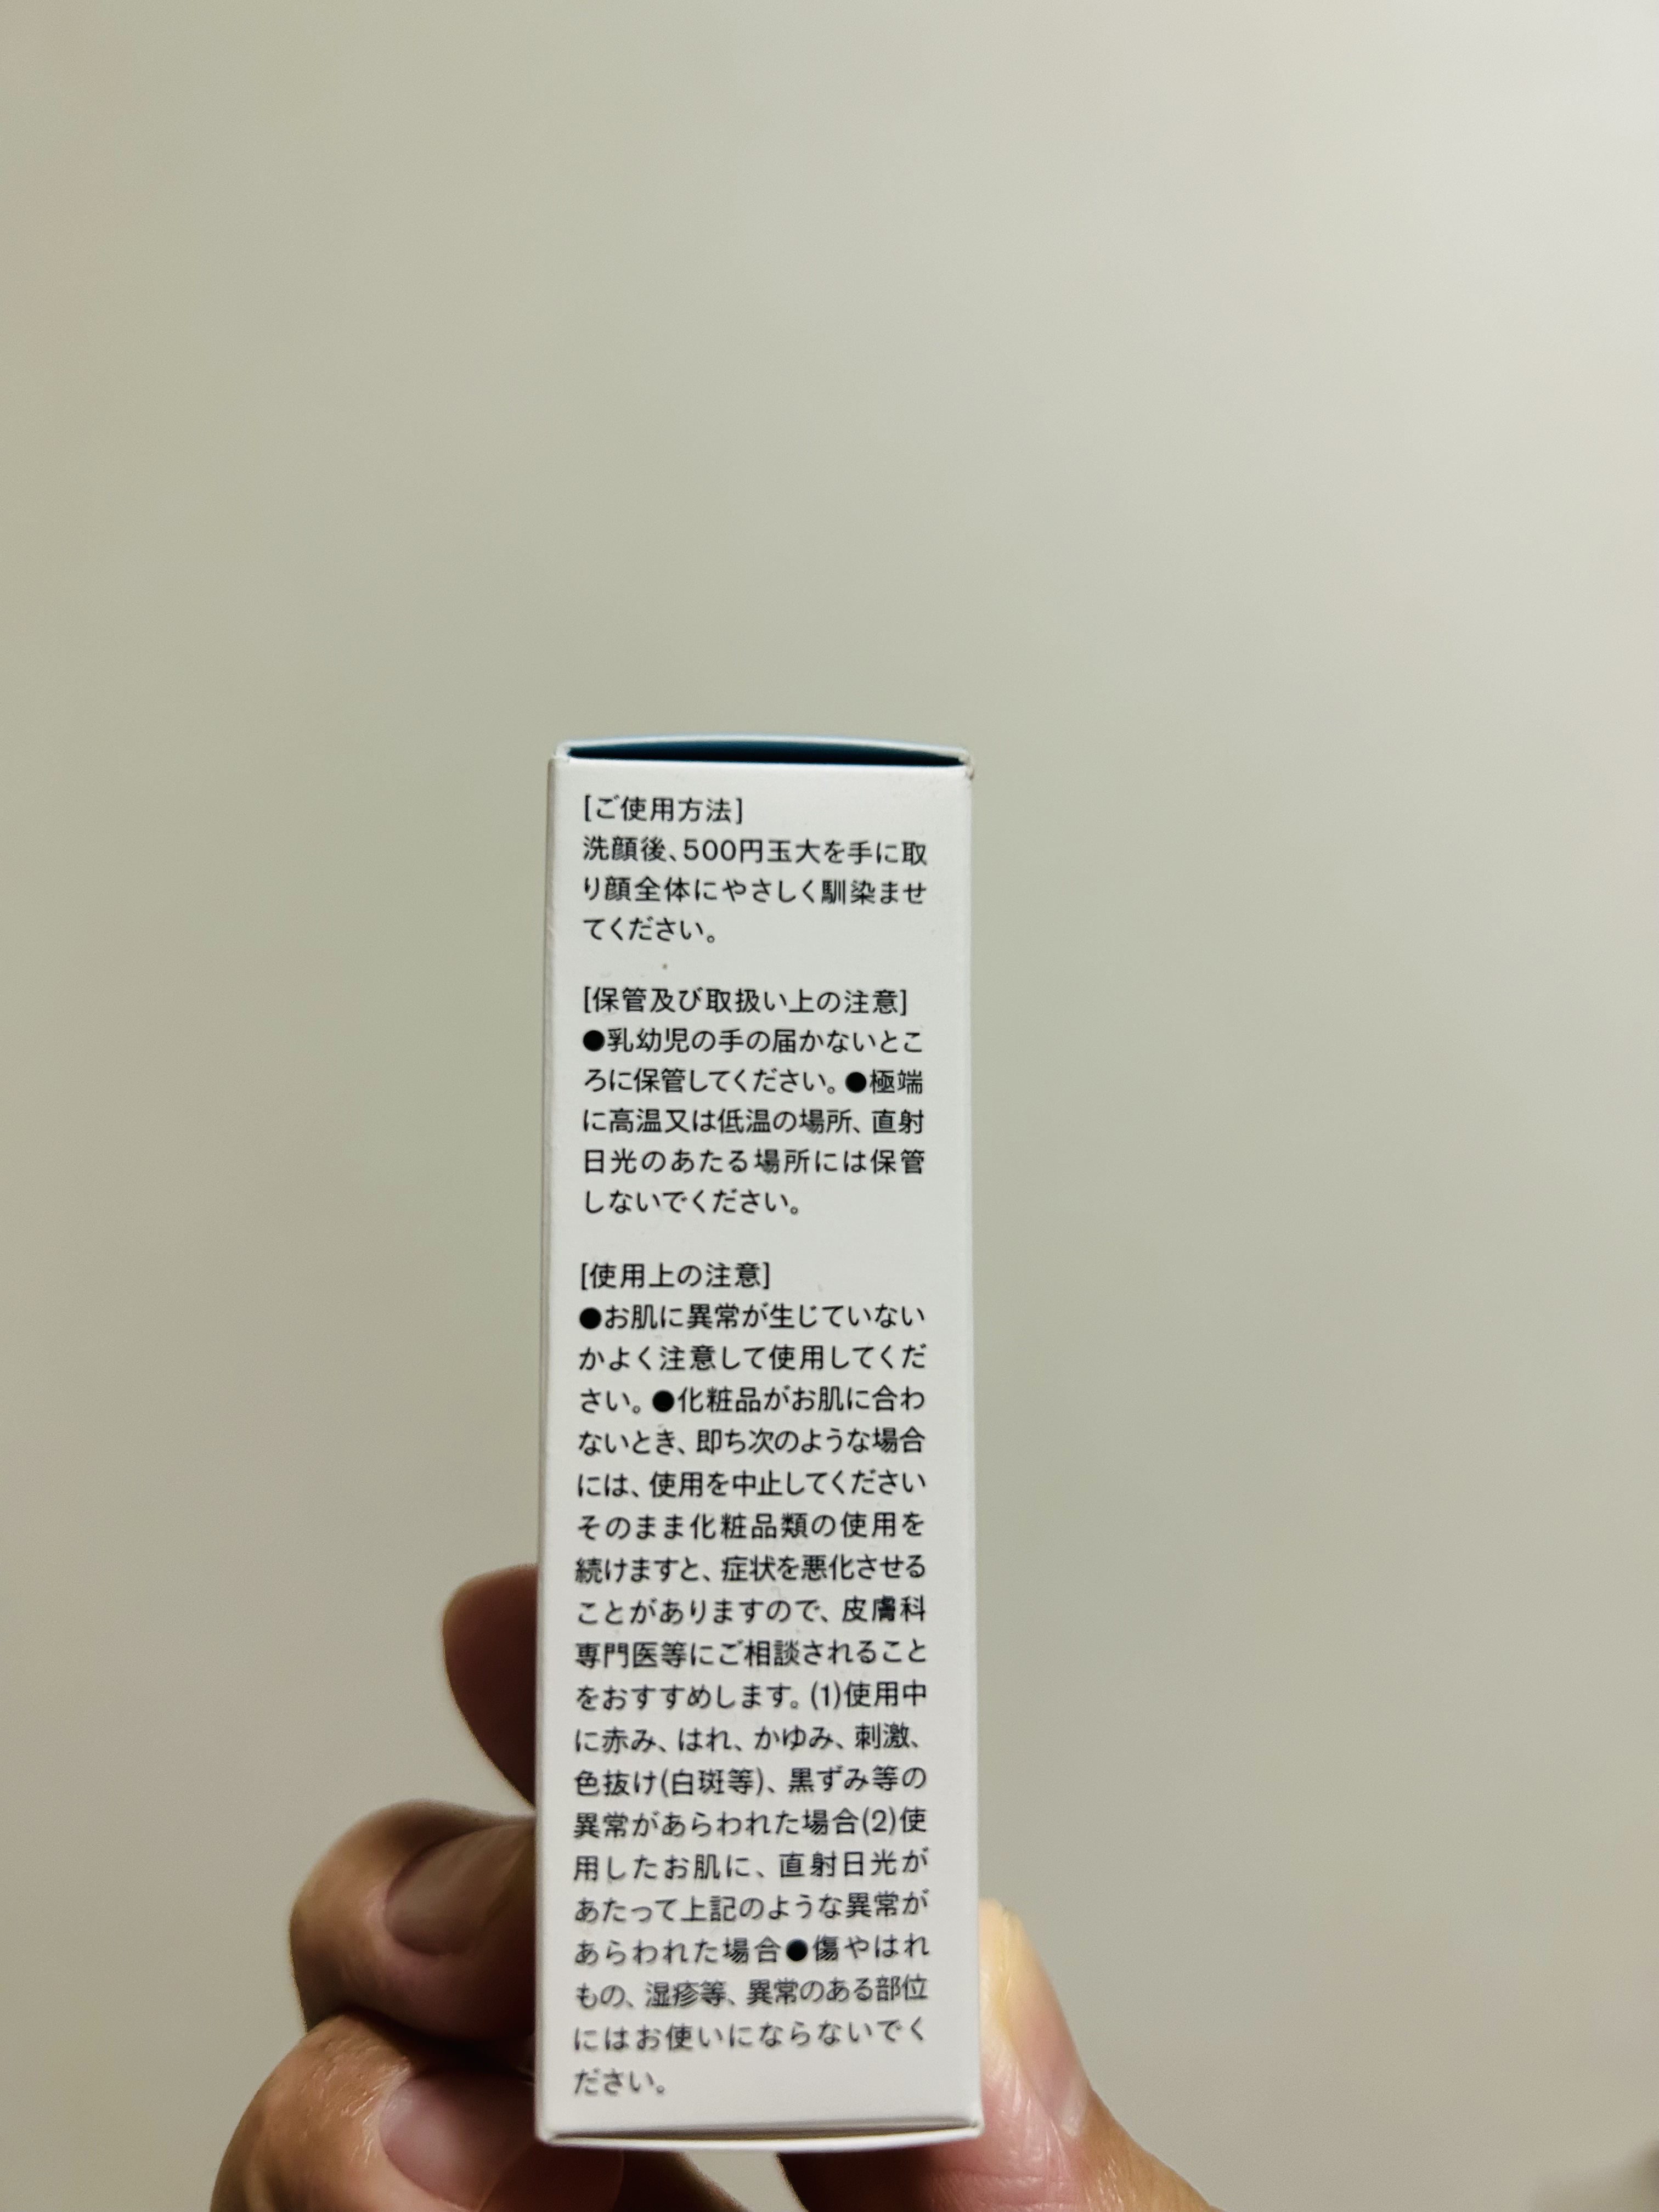 [ご使用方法]
洗顔後、500円玉大を手に取
り顔全体にやさしく馴染ませ
てください。
[保管及び取扱い上の注意]
●乳幼児の手の届かないとこ
ろに保管してください。●極端
に高温又は低温の場所、直射
日光のあたる場所には保管
しないでください。
[使用上の注意]
●お肌に異常が生じていない
かよく注意して使用してくだ
さい。●化粧品がお肌に合わ
ないとき、即ち次のような場合
には、使用を中止してください
そのまま化粧品類の使用を
続けますと、症状を悪化させる
ことがありますので、皮膚科
専門医等にご相談されること
をおすすめします。(1)使用中
に赤み、はれ、かゆみ、刺激、
色抜け(白斑等)、黒ずみ等の
異常があらわれた場合(2)使
用したお肌に、直射日光が
あたって上記のような異常が
あらわれた場合●傷やはれ
もの、湿疹等、異常のある部位
にはお使いにならないでく
ださい。